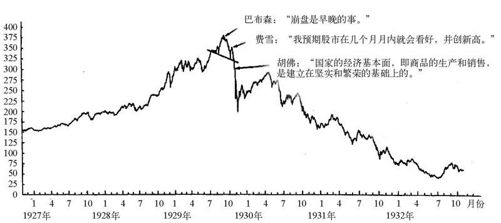 巴布森：“崩盘是早晚的事。”
费雪：“我预期股市在几个月月内就会看好，并创新高。”
胡佛：“国家的经济基本面，即商品的生产和销售，
是建立在坚实和繁荣的基础上的。”
400
375
350
325
300
275
250
225
200
175
150
125
100
75
50
25
0
1 4 7 10 1 4 7 10 1 4 7 10 1 4 7 10 1 4 7 10 1 4 7 10 月份
1927年 1928年 1929年 1930年 1931年 1932年